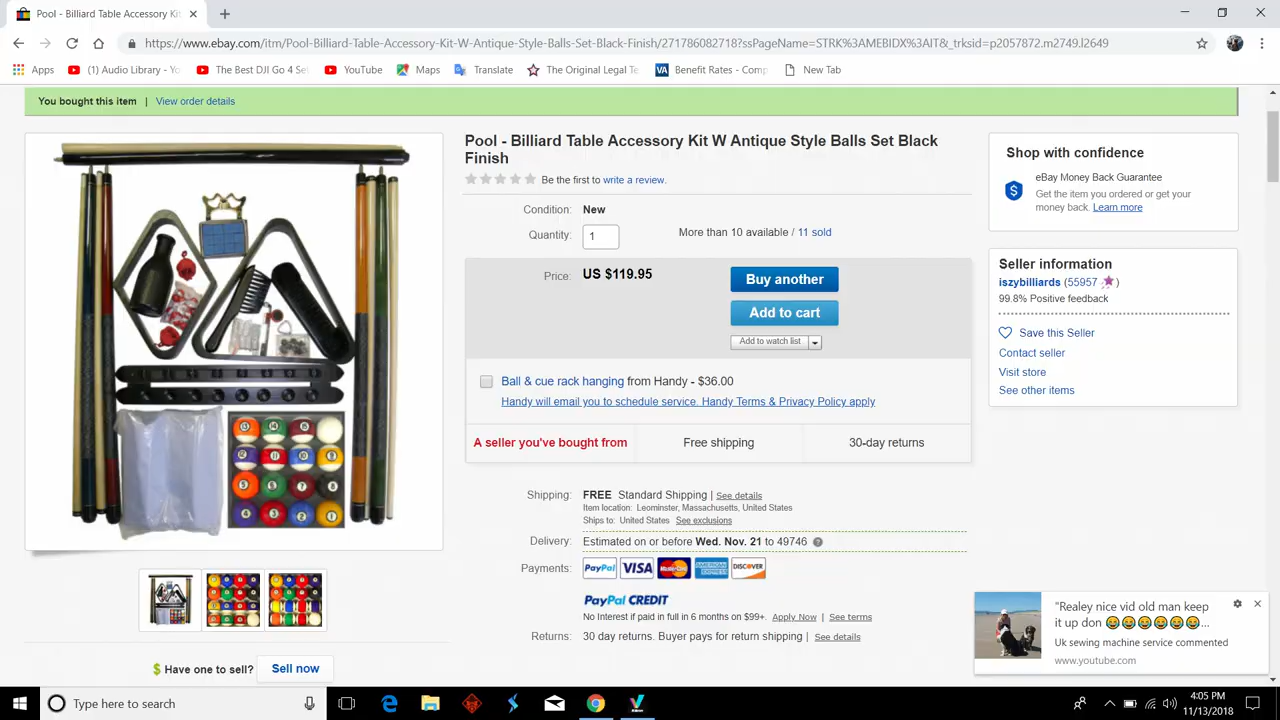 Pool - Billiard Table Accessory Kit
https://www.ebay.com/itm/Pool-Billiard-Table-Accessory-Kit-W-Antique-Style-Balls-Set-Black-Finish/271786082718?ssPageName=STRK%3AMEBIDX%3AIT&_trksid=p2057872.m2749.l2649
Apps (1) Audio Library - Yo The Best DJI Go 4 Set YouTube Maps Translate The Original Legal Te VA Benefit Rates - Comp New Tab
You bought this item | View order details
Pool - Billiard Table Accessory Kit W Antique Style Balls Set Black
Finish
Be the first to write a review.
Condition: New
Quantity: 1 More than 10 available / 11 sold
Price: US $119.95
Buy another
Add to cart
Add to watch list
Ball & cue rack hanging from Handy - $36.00
Handy will email you to schedule service. Handy Terms & Privacy Policy apply
A seller you've bought from Free shipping 30-day returns
Shipping: FREE Standard Shipping | See details
Item location: Leominster, Massachusetts, United States
Ships to: United States See exclusions
Delivery: Estimated on or before Wed. Nov. 21 to 49746 ?
Payments: PayPal VISA MasterCard AMERICAN EXPRESS DISCOVER
PayPal CREDIT
No Interest if paid in full in 6 months on $99+. Apply Now | See terms
Returns: 30 day returns. Buyer pays for return shipping | See details
$ Have one to sell? Sell now
Shop with confidence
eBay Money Back Guarantee
Get the item you ordered or get your
money back. Learn more
Seller information
iszybilliards (55957 )
99.8% Positive feedback
Save this Seller
Contact seller
Visit store
See other items
"Realey nice vid old man keep
it up don 😂😂😂😂😂😂...
Uk sewing machine service commented
www.youtube.com
Type here to search
4:05 PM
11/13/2018